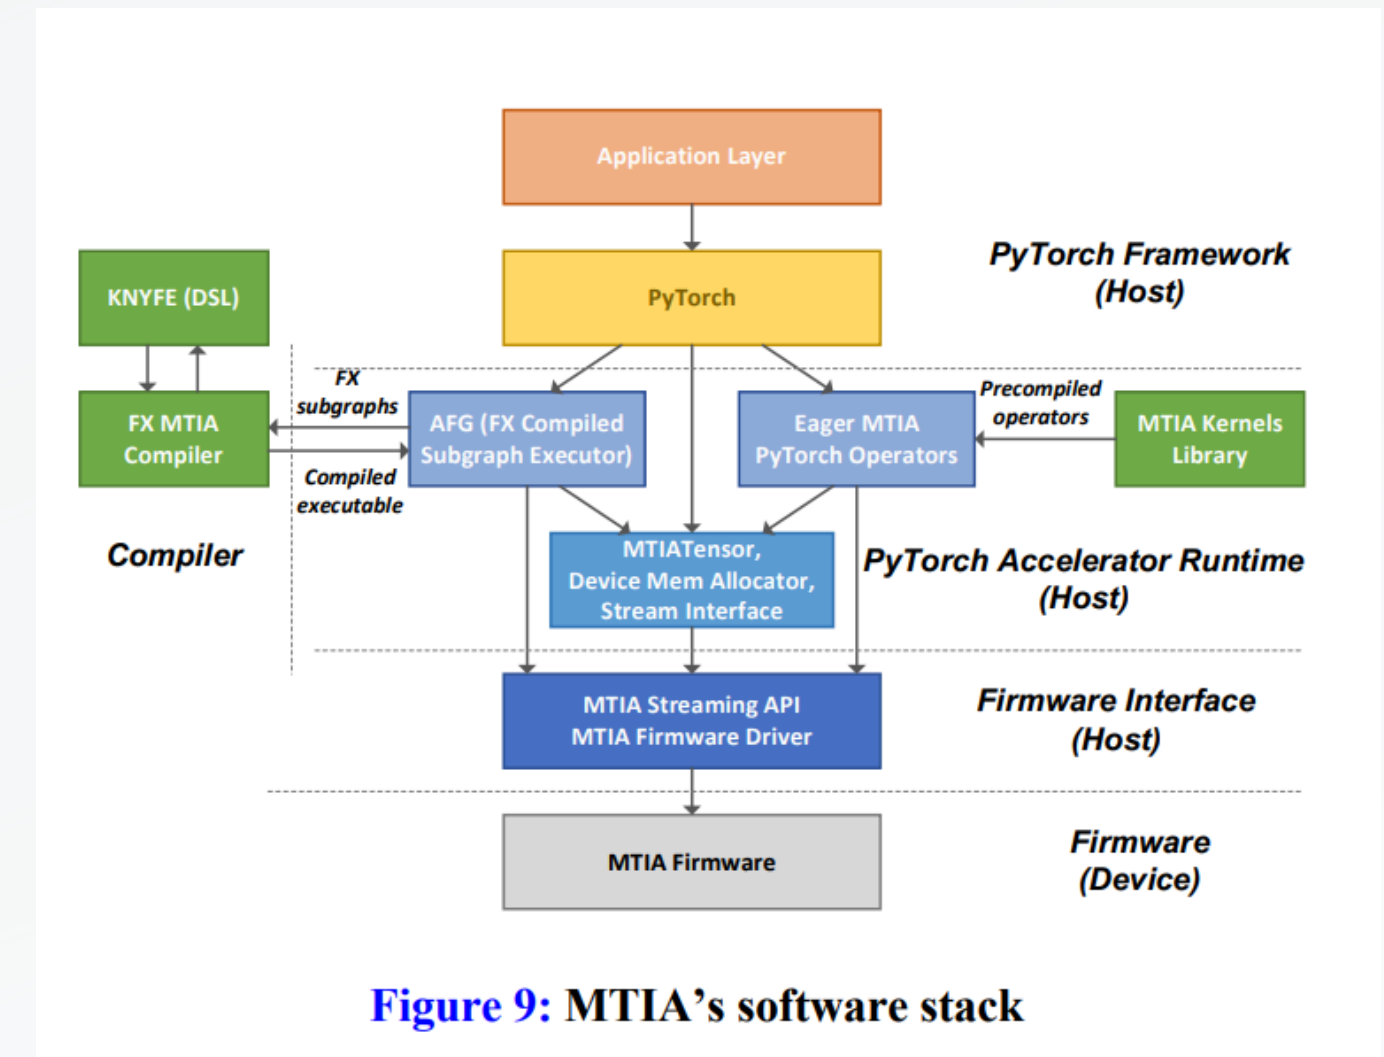 Application Layer
PyTorch Framework
(Host)
KNYFE (DSL)
PyTorch
FX
subgraphs
Precompiled
operators
FX MTIA
Compiler
AFG (FX Compiled
Subgraph Executor)
Eager MTIA
PyTorch Operators
MTIA Kernels
Library
Compiled
executable
Compiler
MTIATensor,
Device Mem Allocator,
Stream Interface
PyTorch Accelerator Runtime
(Host)
MTIA Streaming API
MTIA Firmware Driver
Firmware Interface
(Host)
MTIA Firmware
Firmware
(Device)
Figure 9: MTIA’s software stack